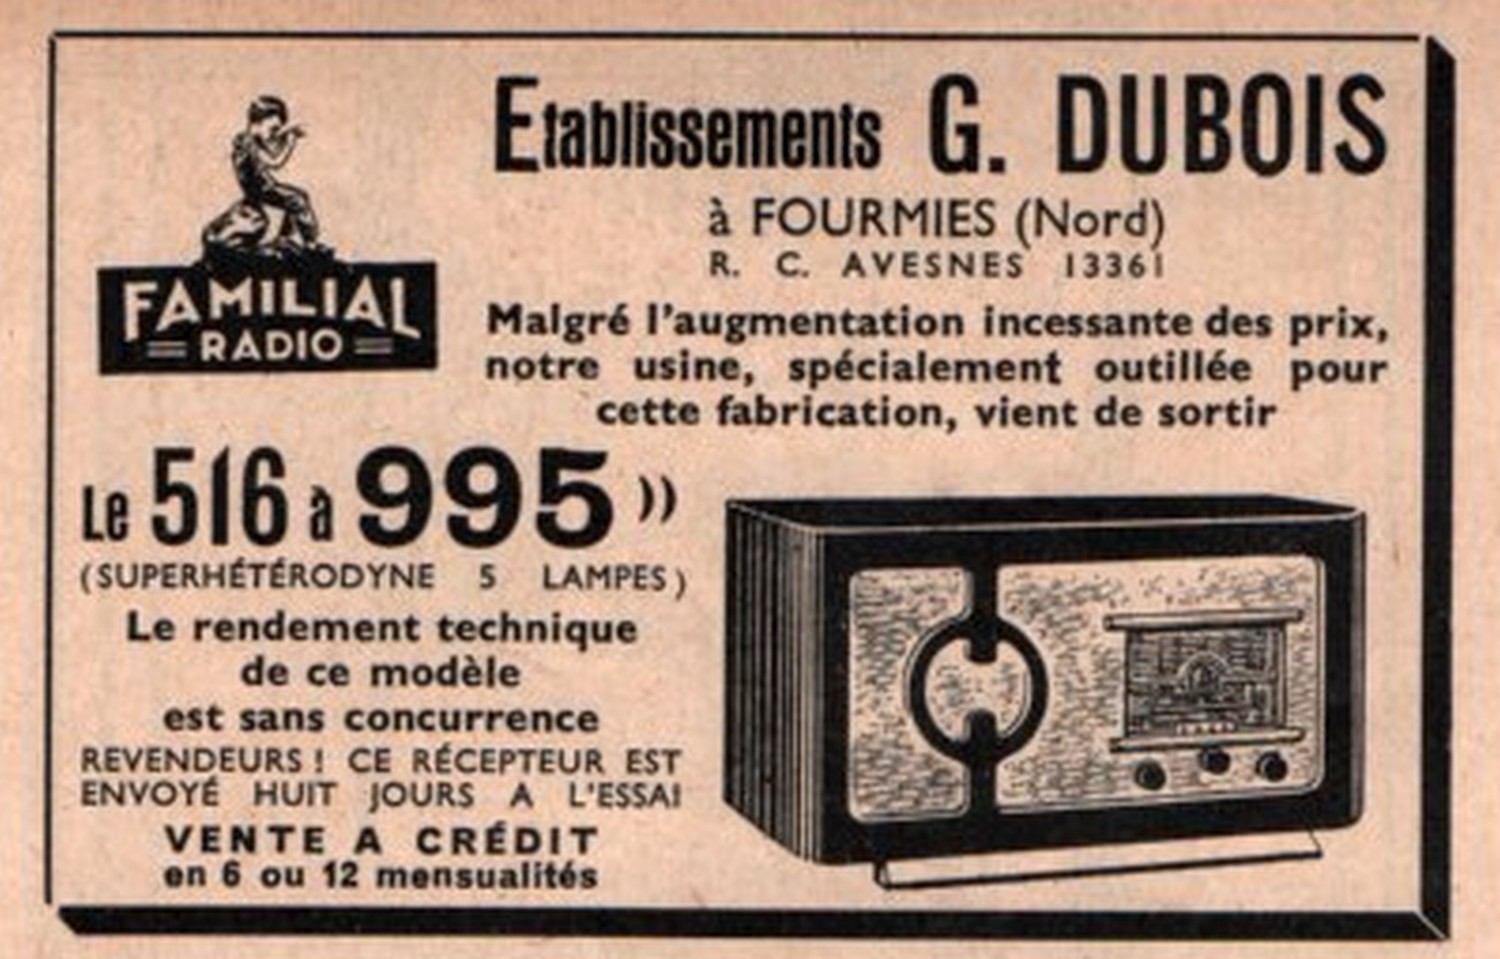 Etablissements G. DUBOIS
à FOURMIES (Nord)
R. C. AVESNES 13361
FAMILIAL
RADIO
Malgré l'augmentation incessante des prix,
notre usine, spécialement outillée pour
cette fabrication, vient de sortir
Le 516 à 995 »
(SUPERHÉTÉRODYNE 5 LAMPES)
Le rendement technique
de ce modèle
est sans concurrence
REVENDEURS ! CE RÉCEPTEUR EST
ENVOYÉ HUIT JOURS A L'ESSAI
VENTE A CRÉDIT
en 6 ou 12 mensualités